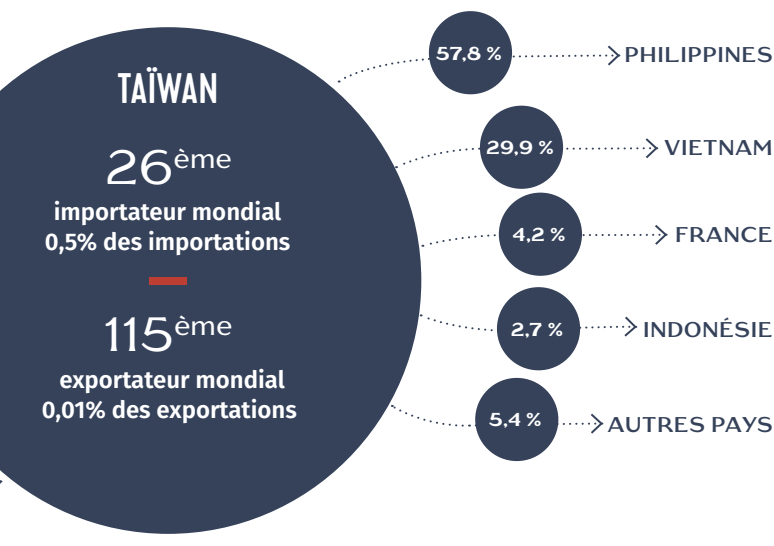 TAÏWAN
26ème
importateur mondial
0,5% des importations
115ème
exportateur mondial
0,01% des exportations
57,8 % PHILIPPINES
29,9 % VIETNAM
4,2 % FRANCE
2,7 % INDONÉSIE
5,4 % AUTRES PAYS